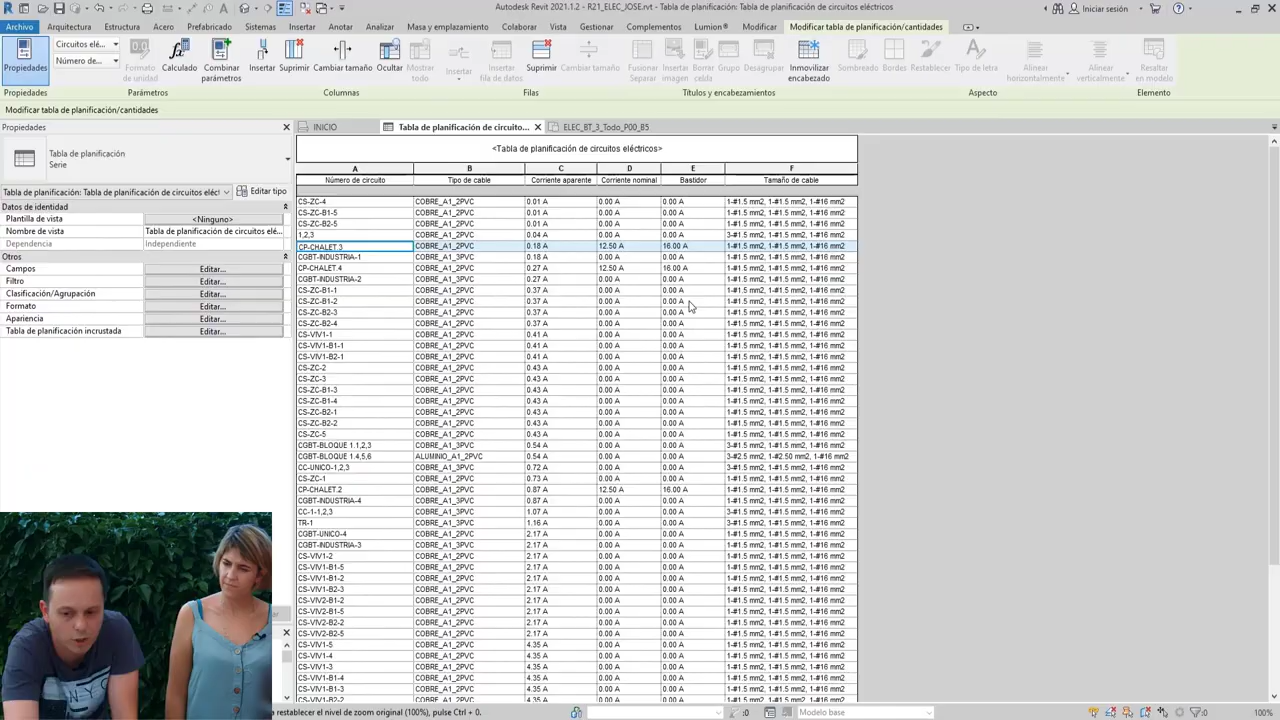 Autodesk Revit 2021.1.2 - R21_ELEC_JOSE.rvt - Tabla de planificación: Tabla de planificación de circuitos eléctricos
Iniciar sesión
Archivo Arquitectura Estructura Acero Prefabricado Sistemas Insertar Anotar Analizar Masa y emplazamiento Colaborar Vista Gestionar Complementos Lumion® Modificar Modificar tabla de planificación/cantidades
Propiedades
Circuitos elé...
Número de...
Formato de unidad
Calculado
Combinar parámetros
Insertar
Suprimir
Cambiar tamaño
Ocultar
Mostrar todo
Insertar
Insertar fila de datos
Suprimir
Cambiar tamaño
Fusionar Separar
Insertar imagen
Borrar celda
Grupo
Desagrupar
Inmovilizar encabezado
Sombreado
Bordes
Restablecer
Tipo de letra
Alinear horizontalmente
Alinear verticalmente
Resaltar en modelo
Propiedades Parámetros Columnas Filas Títulos y encabezamientos Aspecto Elemento
Modificar tabla de planificación/cantidades
Propiedades
INICIO
Tabla de planificación de circuito...
ELEC_BT_3_Todo_P00_B5
Tabla de planificación
Serie
Tabla de planificación: Tabla de planificación de circuitos eléct
Editar tipo
Datos de identidad
Plantilla de vista <Ninguno>
Nombre de vista Tabla de planificación de circuitos elé...
Dependencia Independiente
Otros
Campos Editar...
Filtro Editar...
Clasificación/Agrupación Editar...
Formato Editar...
Apariencia Editar...
Tabla de planificación incrustada Editar...
<Tabla de planificación de circuitos eléctricos>
A B C D E F
Número de circuito Tipo de cable Corriente aparente Corriente nominal Bastidor Tamaño de cable
CS-ZC-4 COBRE_A1_2PVC 0.01 A 0.00 A 0.00 A 1-#1.5 mm2, 1-#1.5 mm2, 1-#16 mm2
CS-ZC-B1-5 COBRE_A1_2PVC 0.01 A 0.00 A 0.00 A 1-#1.5 mm2, 1-#1.5 mm2, 1-#16 mm2
CS-ZC-B2-5 COBRE_A1_2PVC 0.01 A 0.00 A 0.00 A 1-#1.5 mm2, 1-#1.5 mm2, 1-#16 mm2
1,2,3 COBRE_A1_2PVC 0.04 A 0.00 A 0.00 A 3-#1.5 mm2, 1-#1.5 mm2, 1-#16 mm2
CP-CHALET.3 COBRE_A1_2PVC 0.18 A 12.50 A 16.00 A 1-#1.5 mm2, 1-#1.5 mm2, 1-#16 mm2
CGBT-INDUSTRIA-1 COBRE_A1_3PVC 0.18 A 0.00 A 0.00 A 1-#1.5 mm2, 1-#1.5 mm2, 1-#16 mm2
CP-CHALET.4 COBRE_A1_2PVC 0.27 A 12.50 A 16.00 A 1-#1.5 mm2, 1-#1.5 mm2, 1-#16 mm2
CGBT-INDUSTRIA-2 COBRE_A1_3PVC 0.27 A 0.00 A 0.00 A 1-#1.5 mm2, 1-#1.5 mm2, 1-#16 mm2
CS-ZC-B1-1 COBRE_A1_2PVC 0.37 A 0.00 A 0.00 A 1-#1.5 mm2, 1-#1.5 mm2, 1-#16 mm2
CS-ZC-B1-2 COBRE_A1_2PVC 0.37 A 0.00 A 0.00 A 1-#1.5 mm2, 1-#1.5 mm2, 1-#16 mm2
CS-ZC-B2-3 COBRE_A1_2PVC 0.37 A 0.00 A 0.00 A 1-#1.5 mm2, 1-#1.5 mm2, 1-#16 mm2
CS-ZC-B2-4 COBRE_A1_2PVC 0.37 A 0.00 A 0.00 A 1-#1.5 mm2, 1-#1.5 mm2, 1-#16 mm2
CS-VIV1-1 COBRE_A1_2PVC 0.41 A 0.00 A 0.00 A 1-#1.5 mm2, 1-#1.5 mm2, 1-#16 mm2
CS-VIV1-B1-1 COBRE_A1_2PVC 0.41 A 0.00 A 0.00 A 1-#1.5 mm2, 1-#1.5 mm2, 1-#16 mm2
CS-VIV1-B2-1 COBRE_A1_2PVC 0.41 A 0.00 A 0.00 A 1-#1.5 mm2, 1-#1.5 mm2, 1-#16 mm2
CS-ZC-2 COBRE_A1_2PVC 0.43 A 0.00 A 0.00 A 1-#1.5 mm2, 1-#1.5 mm2, 1-#16 mm2
CS-ZC-3 COBRE_A1_2PVC 0.43 A 0.00 A 0.00 A 1-#1.5 mm2, 1-#1.5 mm2, 1-#16 mm2
CS-ZC-B1-3 COBRE_A1_2PVC 0.43 A 0.00 A 0.00 A 1-#1.5 mm2, 1-#1.5 mm2, 1-#16 mm2
CS-ZC-B1-4 COBRE_A1_2PVC 0.43 A 0.00 A 0.00 A 1-#1.5 mm2, 1-#1.5 mm2, 1-#16 mm2
CS-ZC-B2-1 COBRE_A1_2PVC 0.43 A 0.00 A 0.00 A 1-#1.5 mm2, 1-#1.5 mm2, 1-#16 mm2
CS-ZC-B2-2 COBRE_A1_2PVC 0.43 A 0.00 A 0.00 A 1-#1.5 mm2, 1-#1.5 mm2, 1-#16 mm2
CS-ZC-5 COBRE_A1_2PVC 0.43 A 0.00 A 0.00 A 1-#1.5 mm2, 1-#1.5 mm2, 1-#16 mm2
CGBT-BLOQUE 1.1,2,3 COBRE_A1_3PVC 0.54 A 0.00 A 0.00 A 3-#1.5 mm2, 1-#1.5 mm2, 1-#16 mm2
CGBT-BLOQUE 1.4,5,6 ALUMINIO_A1_2PVC 0.54 A 0.00 A 0.00 A 3-#2.5 mm2, 1-#2.50 mm2, 1-#16 mm2
CC-UNICO-1,2,3 COBRE_A1_3PVC 0.72 A 0.00 A 0.00 A 3-#1.5 mm2, 1-#1.5 mm2, 1-#16 mm2
CS-ZC-1 COBRE_A1_2PVC 0.73 A 0.00 A 0.00 A 1-#1.5 mm2, 1-#1.5 mm2, 1-#16 mm2
CP-CHALET.2 COBRE_A1_2PVC 0.87 A 12.50 A 16.00 A 1-#1.5 mm2, 1-#1.5 mm2, 1-#16 mm2
CGBT-INDUSTRIA-4 COBRE_A1_3PVC 0.87 A 0.00 A 0.00 A 1-#1.5 mm2, 1-#1.5 mm2, 1-#16 mm2
CC-1-1,2,3 COBRE_A1_3PVC 1.07 A 0.00 A 0.00 A 3-#1.5 mm2, 1-#1.5 mm2, 1-#16 mm2
TR-1 COBRE_A1_3PVC 1.16 A 0.00 A 0.00 A 3-#1.5 mm2, 1-#1.5 mm2, 1-#16 mm2
CGBT-UNICO-4 COBRE_A1_2PVC 2.17 A 0.00 A 0.00 A 1-#1.5 mm2, 1-#1.5 mm2, 1-#16 mm2
CGBT-INDUSTRIA-3 COBRE_A1_3PVC 2.17 A 0.00 A 0.00 A 1-#1.5 mm2, 1-#1.5 mm2, 1-#16 mm2
CS-VIV1-2 COBRE_A1_2PVC 2.17 A 0.00 A 0.00 A 1-#1.5 mm2, 1-#1.5 mm2, 1-#16 mm2
CS-VIV1-B1-5 COBRE_A1_2PVC 2.17 A 0.00 A 0.00 A 1-#1.5 mm2, 1-#1.5 mm2, 1-#16 mm2
CS-VIV1-B1-2 COBRE_A1_2PVC 2.17 A 0.00 A 0.00 A 1-#1.5 mm2, 1-#1.5 mm2, 1-#16 mm2
CS-VIV1-B2-3 COBRE_A1_2PVC 2.17 A 0.00 A 0.00 A 1-#1.5 mm2, 1-#1.5 mm2, 1-#16 mm2
CS-VIV2-B1-2 COBRE_A1_2PVC 2.17 A 0.00 A 0.00 A 1-#1.5 mm2, 1-#1.5 mm2, 1-#16 mm2
CS-VIV2-B1-5 COBRE_A1_2PVC 2.17 A 0.00 A 0.00 A 1-#1.5 mm2, 1-#1.5 mm2, 1-#16 mm2
CS-VIV2-B2-2 COBRE_A1_2PVC 2.17 A 0.00 A 0.00 A 1-#1.5 mm2, 1-#1.5 mm2, 1-#16 mm2
CS-VIV2-B2-5 COBRE_A1_2PVC 2.17 A 0.00 A 0.00 A 1-#1.5 mm2, 1-#1.5 mm2, 1-#16 mm2
CS-VIV1-5 COBRE_A1_2PVC 4.35 A 0.00 A 0.00 A 1-#1.5 mm2, 1-#1.5 mm2, 1-#16 mm2
CS-VIV1-4 COBRE_A1_2PVC 4.35 A 0.00 A 0.00 A 1-#1.5 mm2, 1-#1.5 mm2, 1-#16 mm2
CS-VIV1-3 COBRE_A1_2PVC 4.35 A 0.00 A 0.00 A 1-#1.5 mm2, 1-#1.5 mm2, 1-#16 mm2
CS-VIV1-B1-4 COBRE_A1_2PVC 4.35 A 0.00 A 0.00 A 1-#1.5 mm2, 1-#1.5 mm2, 1-#16 mm2
CS-VIV1-B1-3 COBRE_A1_2PVC 4.35 A 0.00 A 0.00 A 1-#1.5 mm2, 1-#1.5 mm2, 1-#16 mm2
CS-VIV1-B2-2 COBRE_A1_2PVC 4.35 A 0.00 A 0.00 A 1-#1.5 mm2, 1-#1.5 mm2, 1-#16 mm2
restablecer el nivel de zoom original (100%), pulse Ctrl + 0.
:0
Modelo base
:0
100%